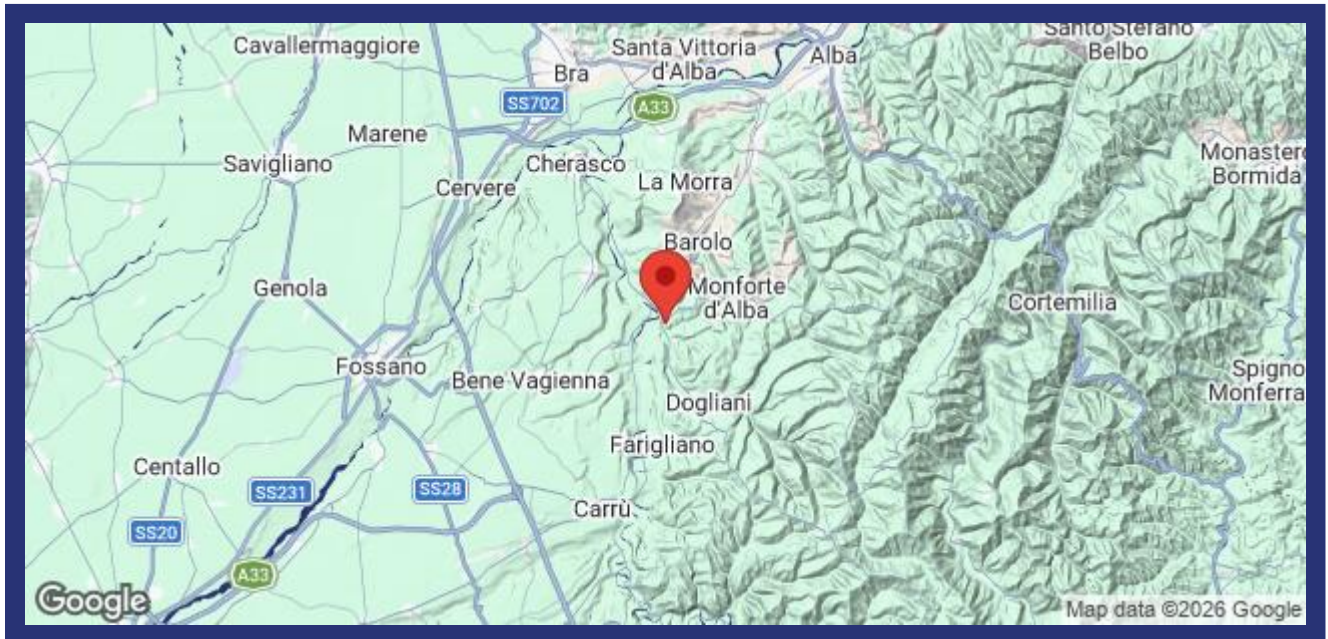 Cavallermaggiore
Santa Vittoria
d'Alba
Alba
Santo Stefano
Belbo
Bra
SS702
A33
Marene
Savigliano
Cherasco
Cervere
La Morra
Monastero
Bormida
Barolo
Genola
Monforte
d'Alba
Cortemilia
Fossano
Bene Vagienna
Spigno
Monferra
Dogliani
Farigliano
Centallo
SS231
SS28
Carrù
SS20
A33
Google
Map data ©2026 Google